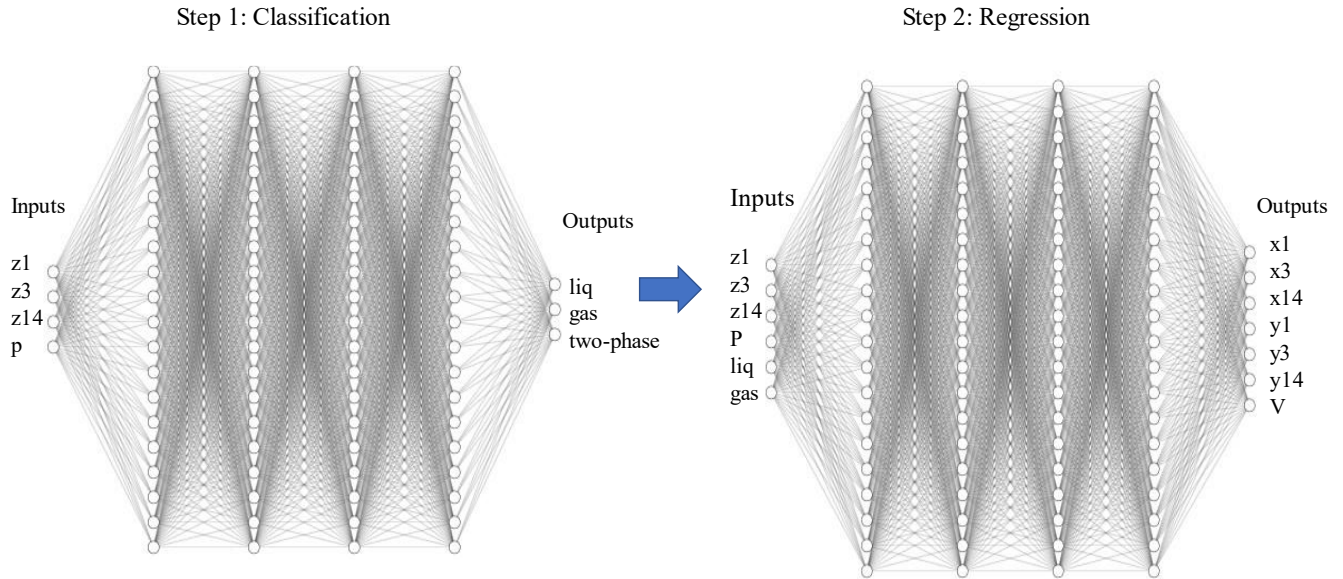 Step 1: Classification
Inputs
z1
z3
z14
p
Outputs
liq
gas
two-phase
Step 2: Regression
Inputs
z1
z3
z14
P
liq
gas
Outputs
x1
x3
x14
y1
y3
y14
V